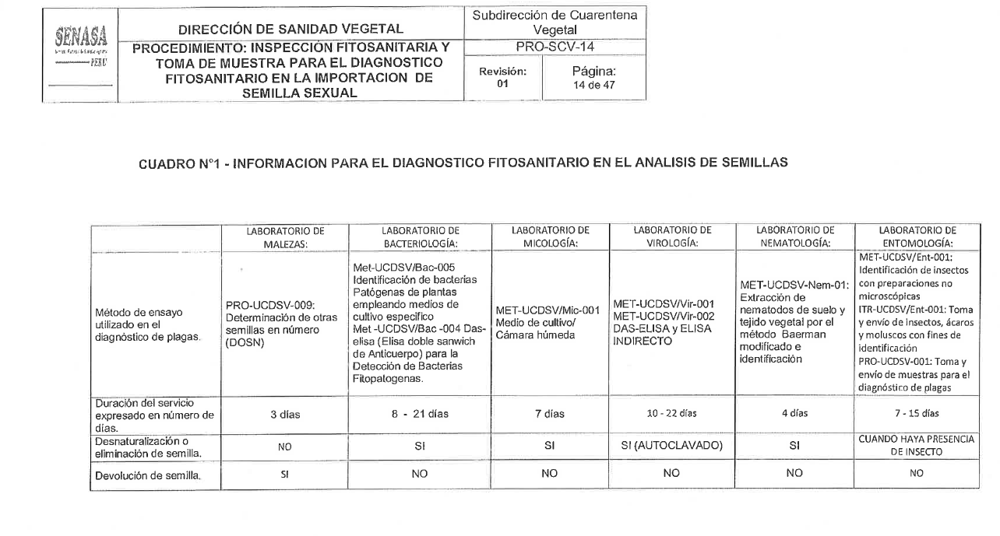 SENASA
PERU
DIRECCIÓN DE SANIDAD VEGETAL
PROCEDIMIENTO: INSPECCIÓN FITOSANITARIA Y
TOMA DE MUESTRA PARA EL DIAGNOSTICO
FITOSANITARIO EN LA IMPORTACION DE
SEMILLA SEXUAL
Subdirección de Cuarentena
Vegetal
PRO-SCV-14
Revisión:
01
Página:
14 de 47
CUADRO N°1 - INFORMACION PARA EL DIAGNOSTICO FITOSANITARIO EN EL ANALISIS DE SEMILLAS
LABORATORIO DE
MALEZAS:
LABORATORIO DE
BACTERIOLOGÍA:
LABORATORIO DE
MICOLOGÍA:
LABORATORIO DE
VIROLOGÍA:
LABORATORIO DE
NEMATOLOGÍA:
LABORATORIO DE
ENTOMOLOGÍA:
Método de ensayo
utilizado en el
diagnóstico de plagas.
PRO-UCDSV-009:
Determinación de otras
semillas en número
(DOSN)
Met-UCDSV/Bac-005
Identificación de bacterias
Patógenas de plantas
empleando medios de
cultivo especifico
Met -UCDSV/Bac -004 Das-
elisa (Elisa doble sanwich
de Anticuerpo) para la
Detección de Bacterias
Fitopatogenas.
MET-UCDSV/Mic-001
Medio de cultivo/
Cámara húmeda
MET-UCDSV/Vir-001
MET-UCDSV/Vir-002
DAS-ELISA y ELISA
INDIRECTO
MET-UCDSV-Nem-01:
Extracción de
nematodos de suelo y
tejido vegetal por el
método Baerman
modificado e
identificación
MET-UCDSV/Ent-001:
Identificación de insectos
con preparaciones no
microscópicas
ITR-UCDSV/Ent-001: Toma
y envío de Insectos, ácaros
y moluscos con fines de
identificación
PRO-UCDSV-001: Toma y
envío de muestras para el
diagnóstico de plagas
Duración del servicio
expresado en número de
días.
3 días
8 - 21 días
7 días
10 - 22 días
4 días
7 - 15 días
Desnaturalización o
eliminación de semilla.
NO
SI
SI
SI (AUTOCLAVADO)
SI
CUANDO HAYA PRESENCIA
DE INSECTO
Devolución de semilla.
SI
NO
NO
NO
NO
NO